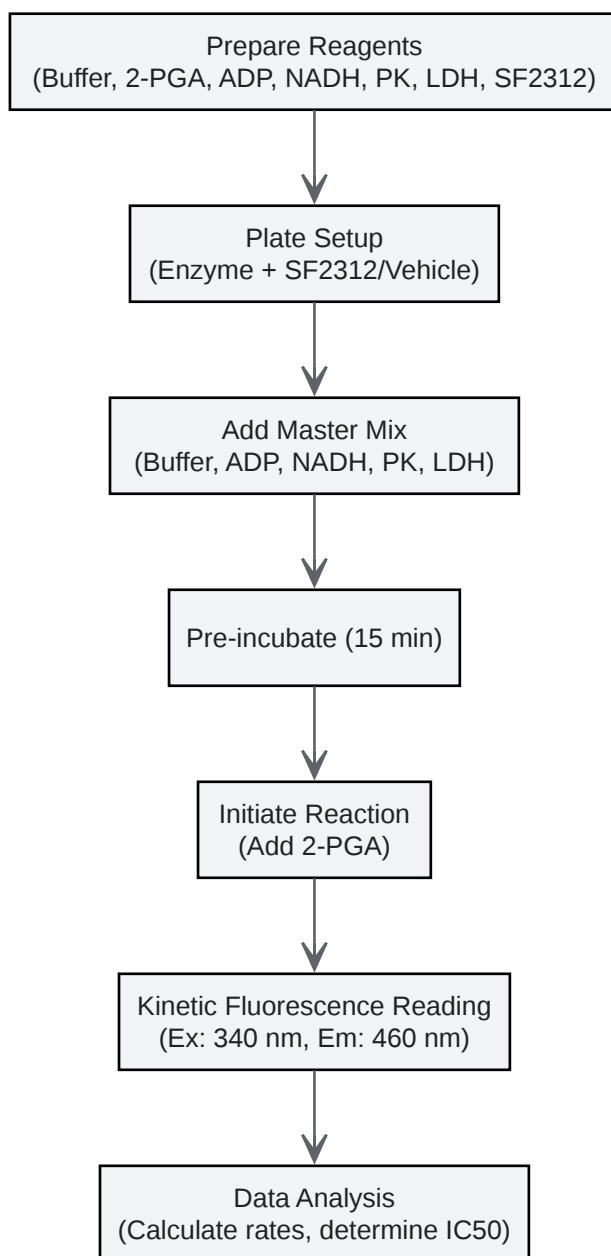 Prepare Reagents
(Buffer, 2-PGA, ADP, NADH, PK, LDH, SF2312)
Plate Setup
(Enzyme + SF2312/Vehicle)
Add Master Mix
(Buffer, ADP, NADH, PK, LDH)
Pre-incubate (15 min)
Initiate Reaction
(Add 2-PGA)
Kinetic Fluorescence Reading
(Ex: 340 nm, Em: 460 nm)
Data Analysis
(Calculate rates, determine IC50)